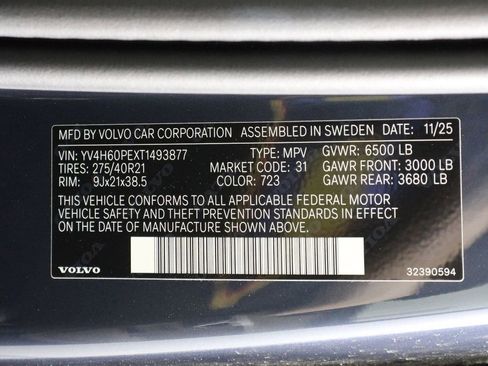 MFD BY VOLVO CAR CORPORATION ASSEMBLED IN SWEDEN DATE: 11/25
VIN: YV4H60PEXT1493877 TYPE: MPV GVWR: 6500 LB
TIRES: 275/40R21 MARKET CODE: 31 GAWR FRONT: 3000 LB
RIM: 9Jx21x38.5 COLOR: 723 GAWR REAR: 3680 LB
THIS VEHICLE CONFORMS TO ALL APPLICABLE FEDERAL MOTOR
VEHICLE SAFETY AND THEFT PREVENTION STANDARDS IN EFFECT
ON THE DATE OF MANUFACTURE SHOWN ABOVE.
VOLVO 32390594